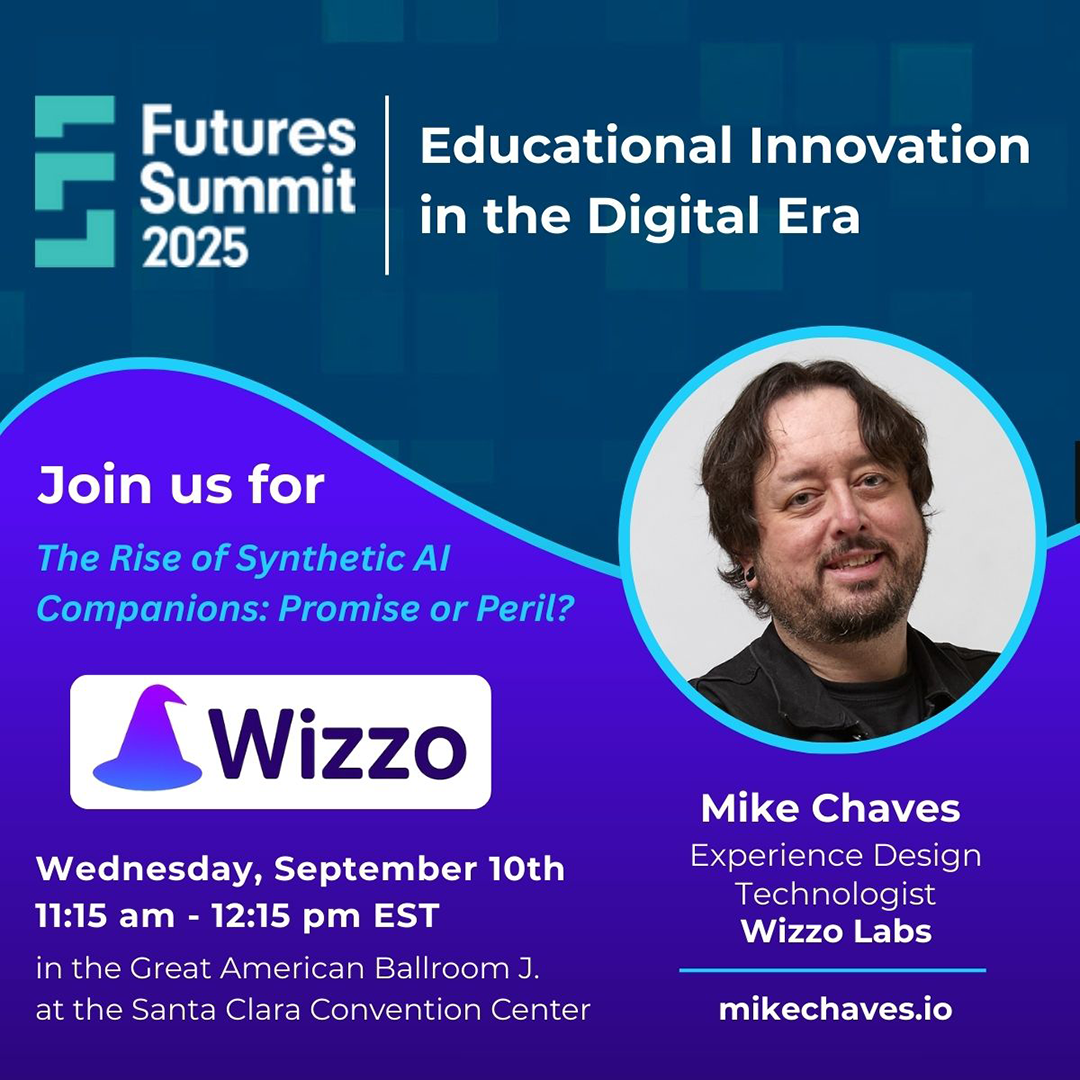 Futures
Summit
2025
Educational Innovation
in the Digital Era
Join us for
The Rise of Synthetic AI
Companions: Promise or Peril?
Wizzo
Wednesday, September 10th
11:15 am - 12:15 pm EST
in the Great American Ballroom J.
at the Santa Clara Convention Center
Mike Chaves
Experience Design
Technologist
Wizzo Labs
mikechaves.io